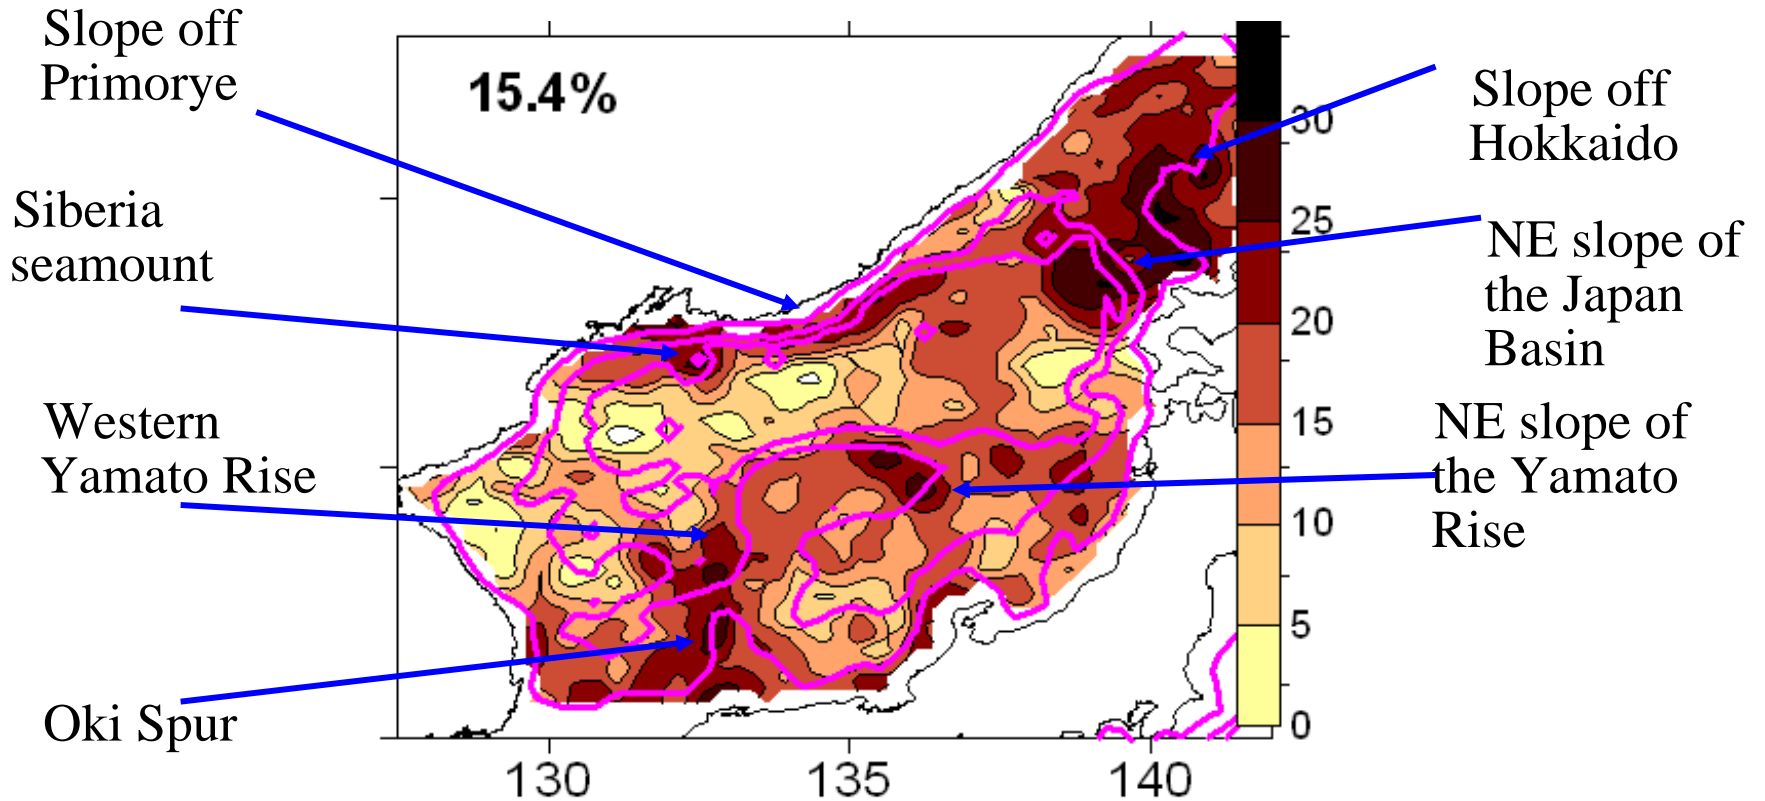 Slope off
Primorye
15.4%
Siberia
seamount
Western
Yamato Rise
Oki Spur
Slope off
Hokkaido
NE slope of
the Japan
Basin
NE slope of
the Yamato
Rise
30
25
20
15
10
5
0
130
135
140